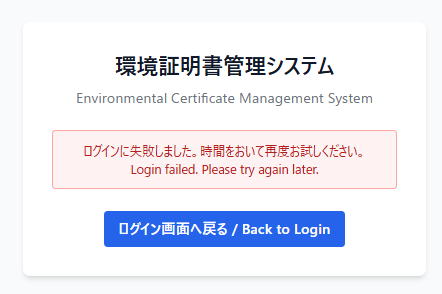 環境証明書管理システム
Environmental Certificate Management System
ログインに失敗しました。時間をおいて再度お試しください。
Login failed. Please try again later.
ログイン画面へ戻る / Back to Login